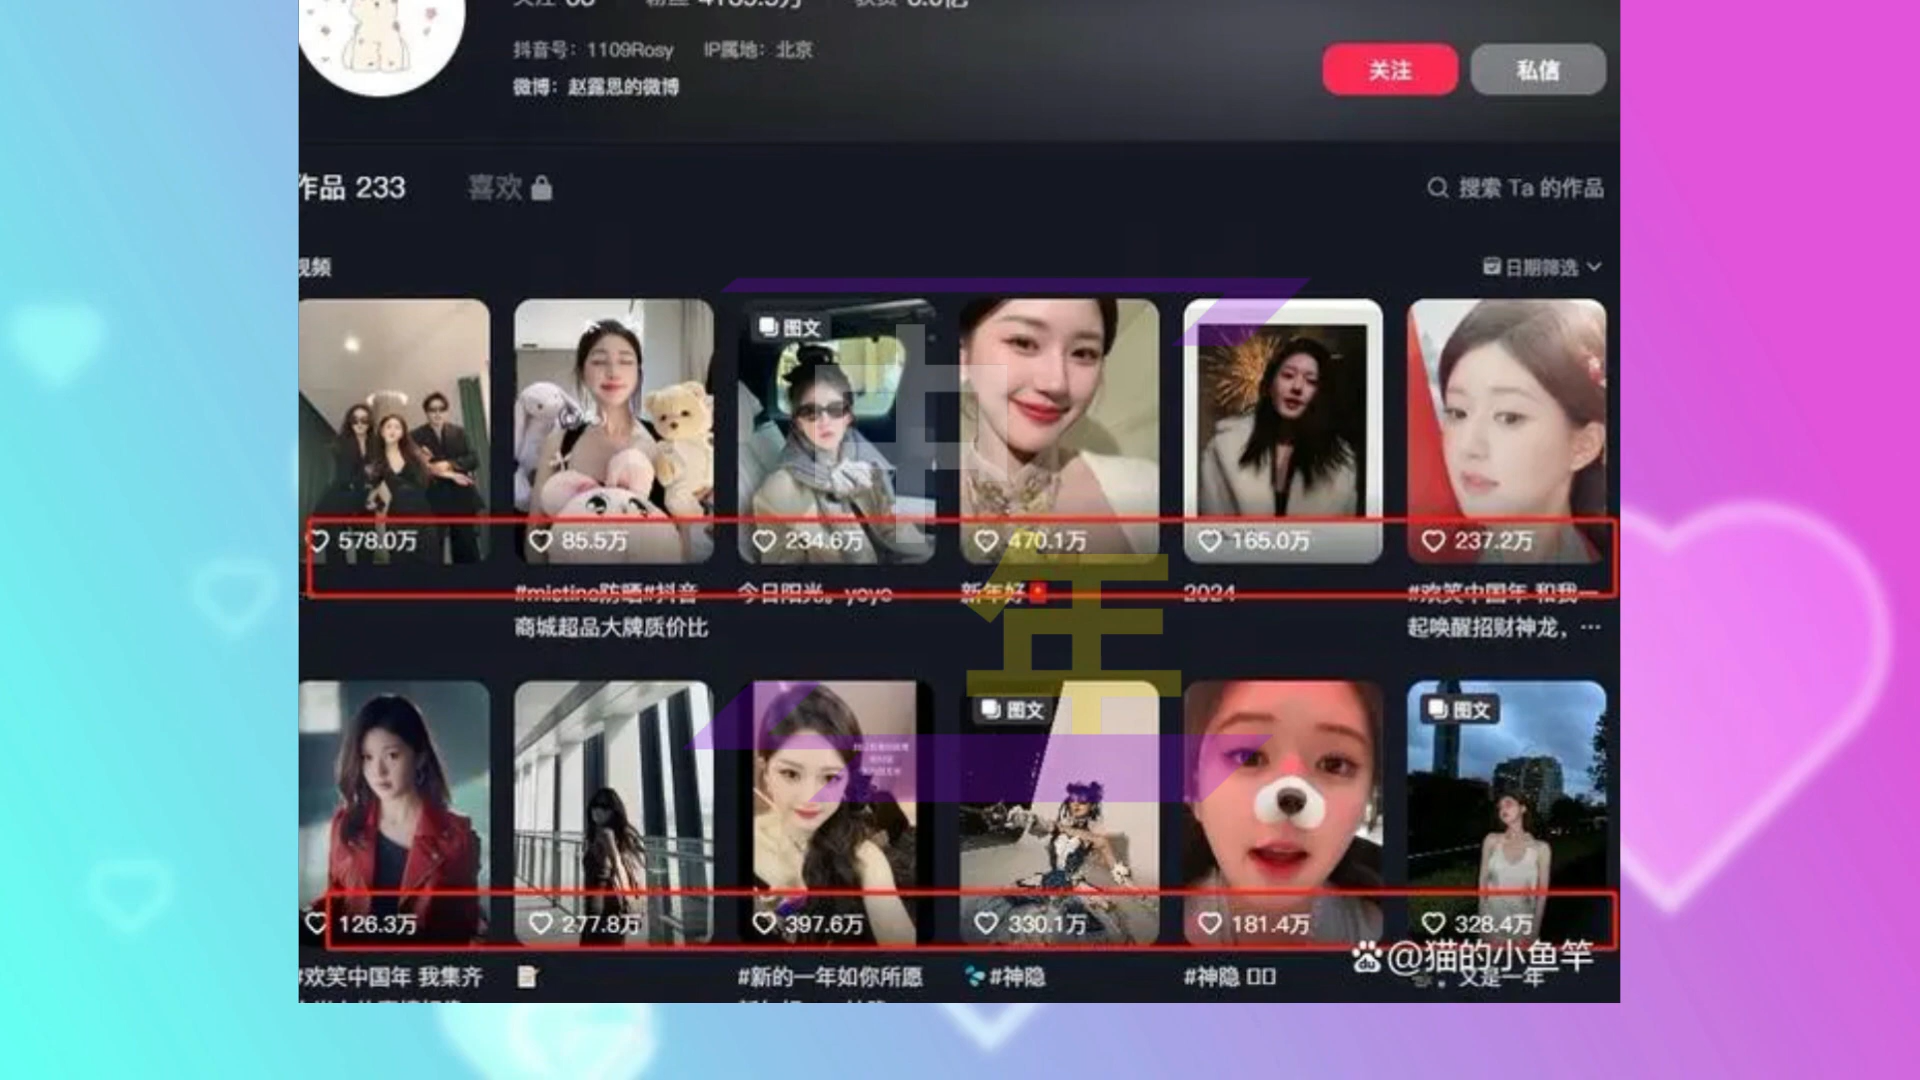 抖音号：1109Rosy IP属地：北京
微博：赵露思的微博
关注 私信
作品 233 喜欢 搜索 Ta 的作品
视频 日期筛选
图文
578.0万 85.5万 234.6万 470.1万 165.0万 237.2万
#mistine防晒#抖音 今日阳光。yoyo 新年好 2024 #欢笑中国年 和我一
商城超品大牌质价比 起唤醒招财神龙，…
图文 图文
126.3万 277.8万 397.6万 330.1万 181.4万 328.4万
#欢笑中国年 我集齐 #新的一年如你所愿 #神隐 #神隐 。又是一年
@猫的小鱼竿
年